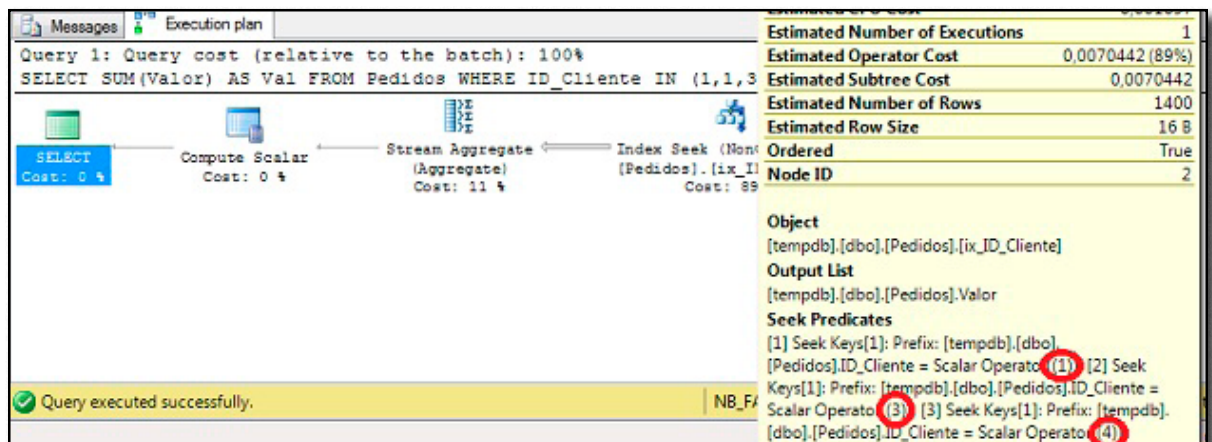 Messages
Execution plan
Query 1: Query cost (relative to the batch): 100%
SELECT SUM(Valor) AS Val FROM Pedidos WHERE ID_Cliente IN (1,1,3
SELECT
Cost: 0 %
Compute Scalar
Cost: 0 %
Stream Aggregate
(Aggregate)
Cost: 11 %
Index Seek (Non
[Pedidos].[ix_I
Cost: 89
Query executed successfully.
NB_FA
Estimated Number of Executions 1
Estimated Operator Cost 0,0070442 (89%)
Estimated Subtree Cost 0,0070442
Estimated Number of Rows 1400
Estimated Row Size 16 B
Ordered True
Node ID 2
Object
[tempdb].[dbo].[Pedidos].[ix_ID_Cliente]
Output List
[tempdb].[dbo].[Pedidos].Valor
Seek Predicates
[1] Seek Keys[1]: Prefix: [tempdb].[dbo].
[Pedidos].ID_Cliente = Scalar Operator((1)), [2] Seek
Keys[1]: Prefix: [tempdb].[dbo].[Pedidos].ID_Cliente =
Scalar Operator((3)), [3] Seek Keys[1]: Prefix: [tempdb].
[dbo].[Pedidos].ID_Cliente = Scalar Operator((4))